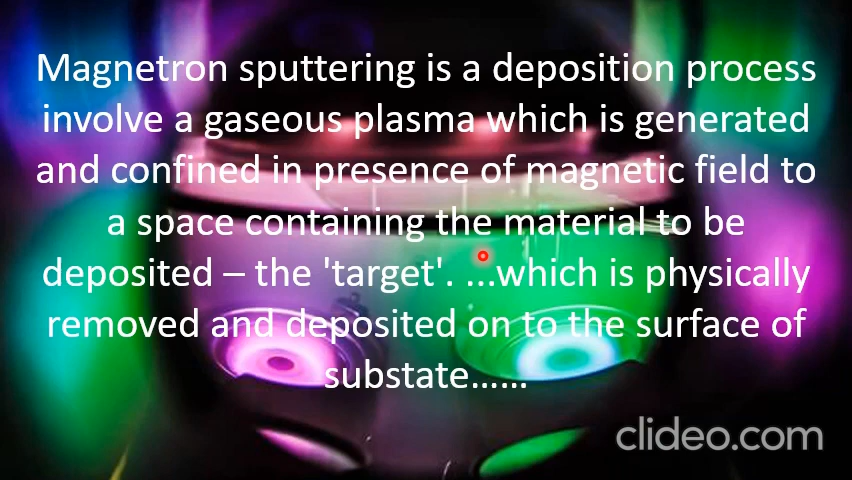 Magnetron sputtering is a deposition process
involve a gaseous plasma which is generated
and confined in presence of magnetic field to
a space containing the material to be
deposited – the 'target'. ...which is physically
removed and deposited on to the surface of
substate......
clideo.com